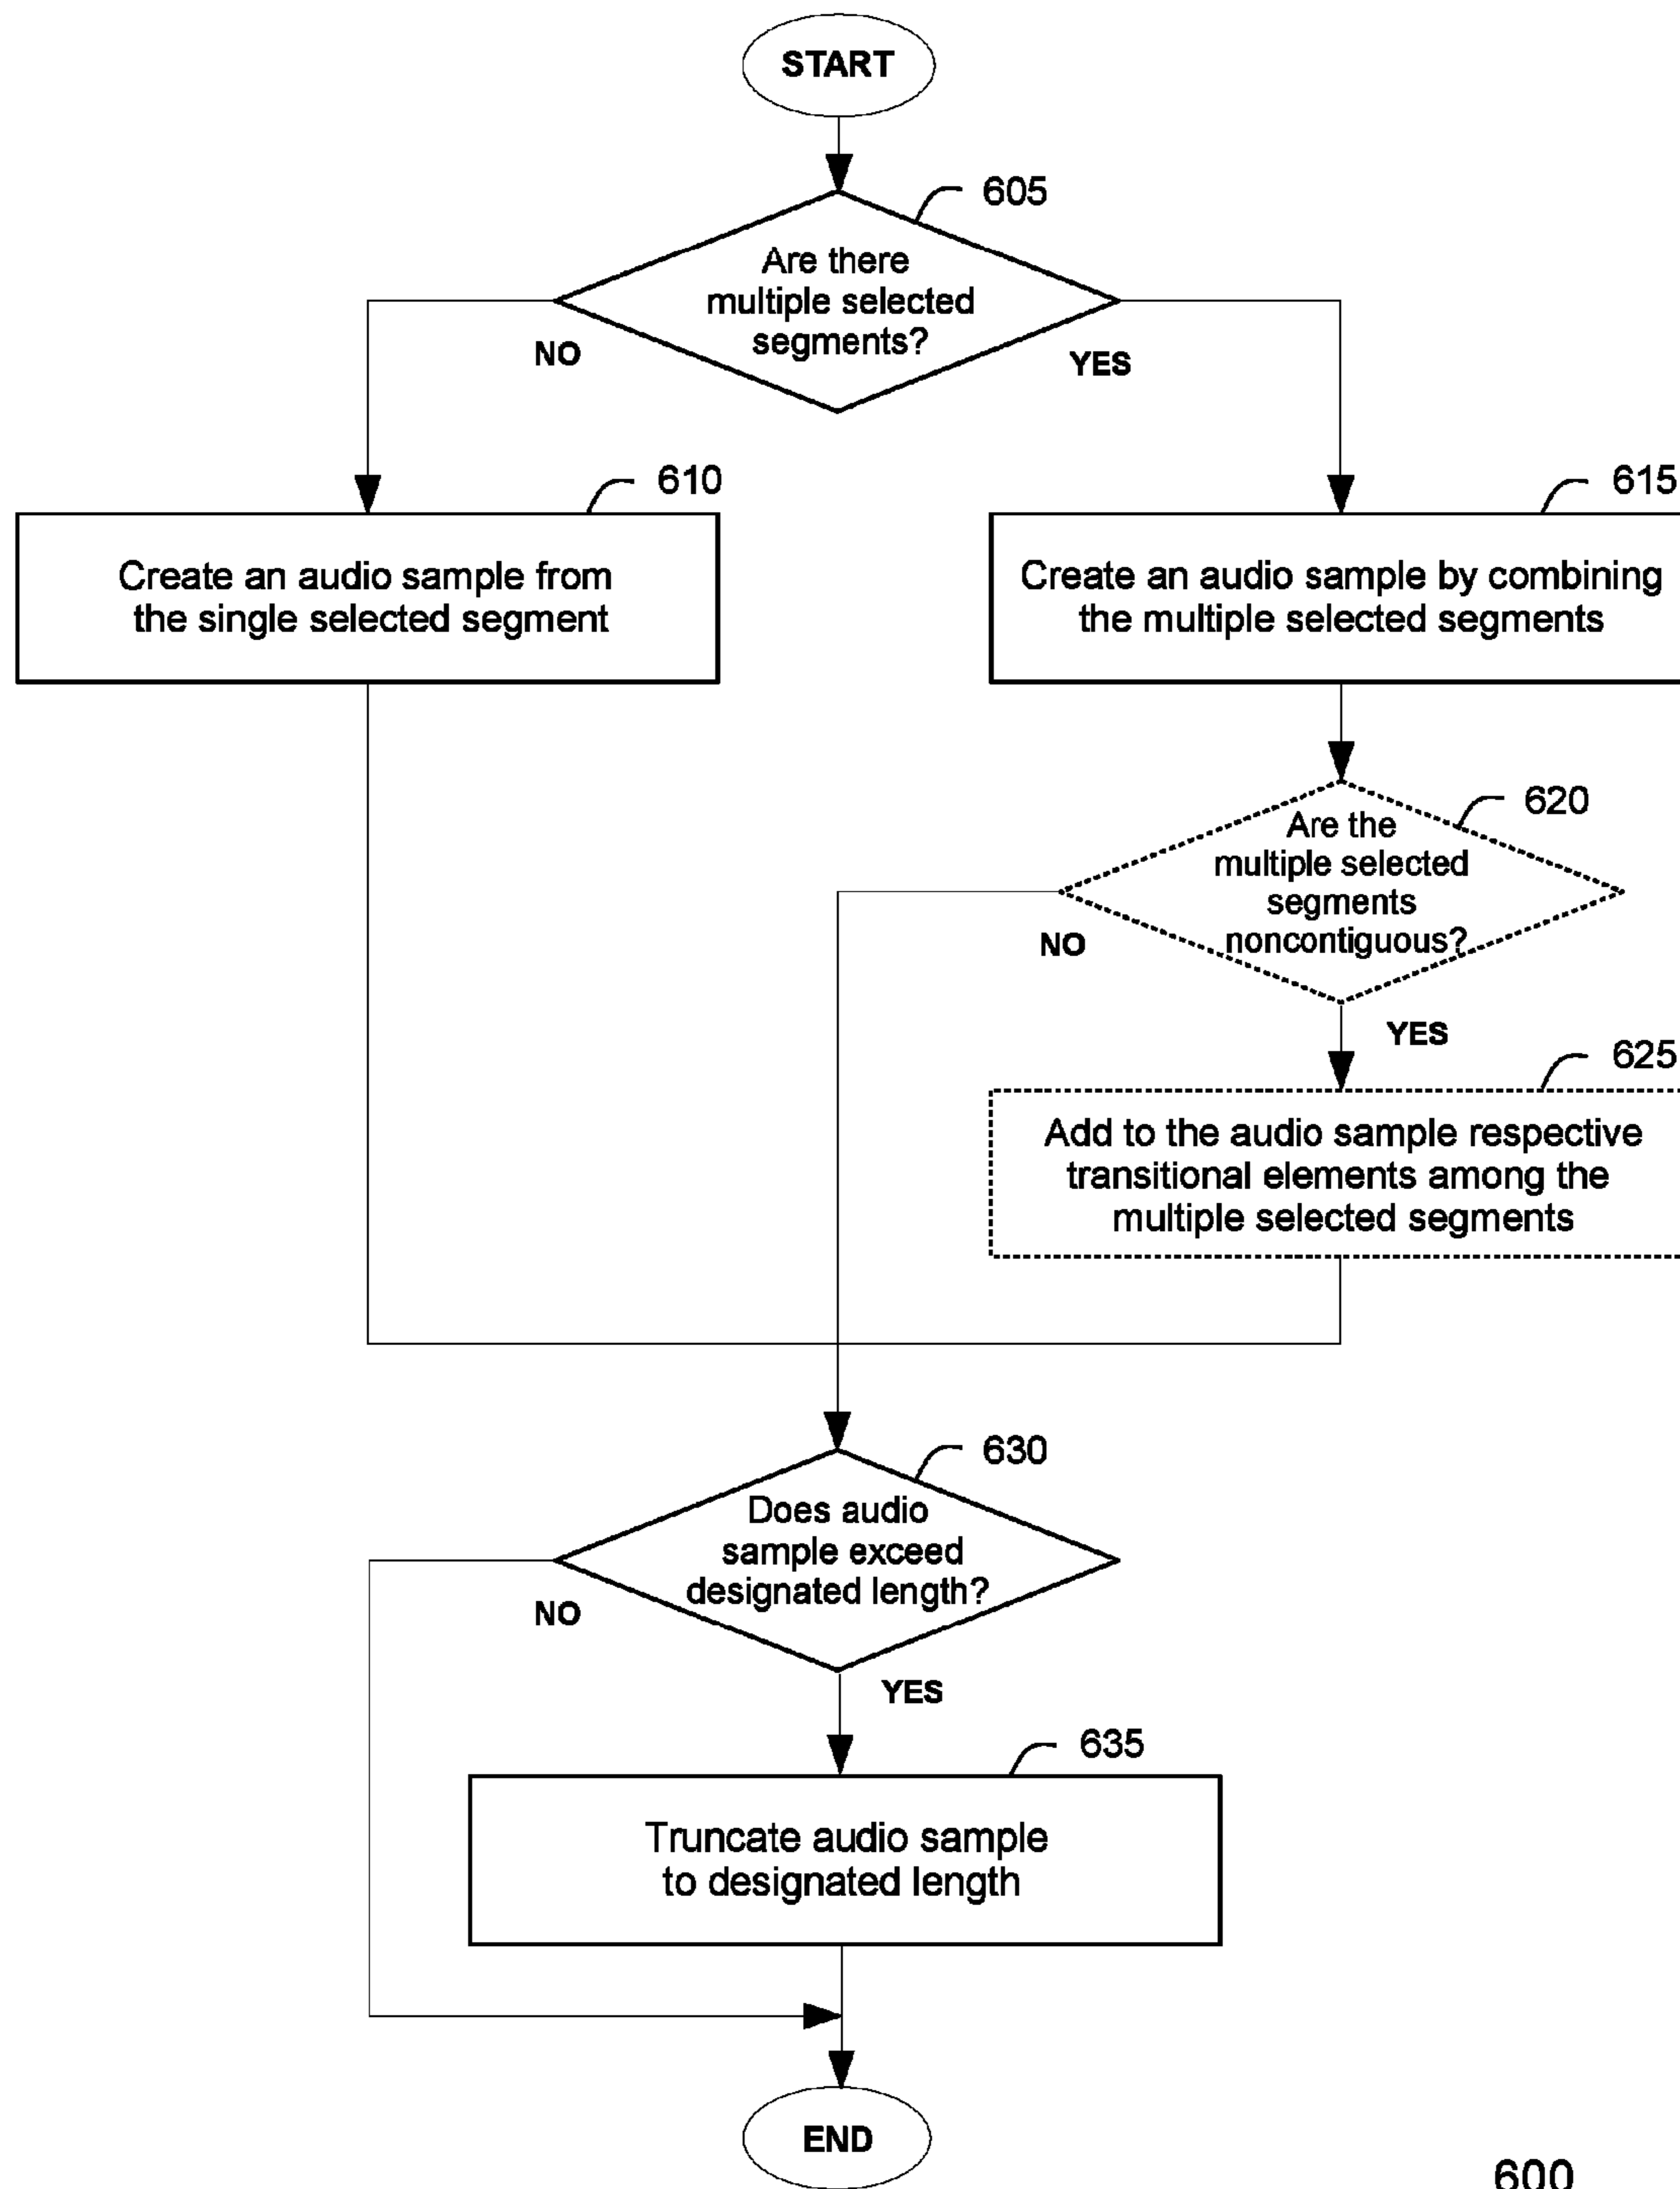 START
605
Are there
multiple selected
segments?
NO
YES
610
615
Create an audio sample from
the single selected segment
Create an audio sample by combining
the multiple selected segments
620
Are the
multiple selected
segments
noncontiguous?
NO
YES
625
Add to the audio sample respective
transitional elements among the
multiple selected segments
630
Does audio
sample exceed
designated length?
NO
YES
635
Truncate audio sample
to designated length
END
600